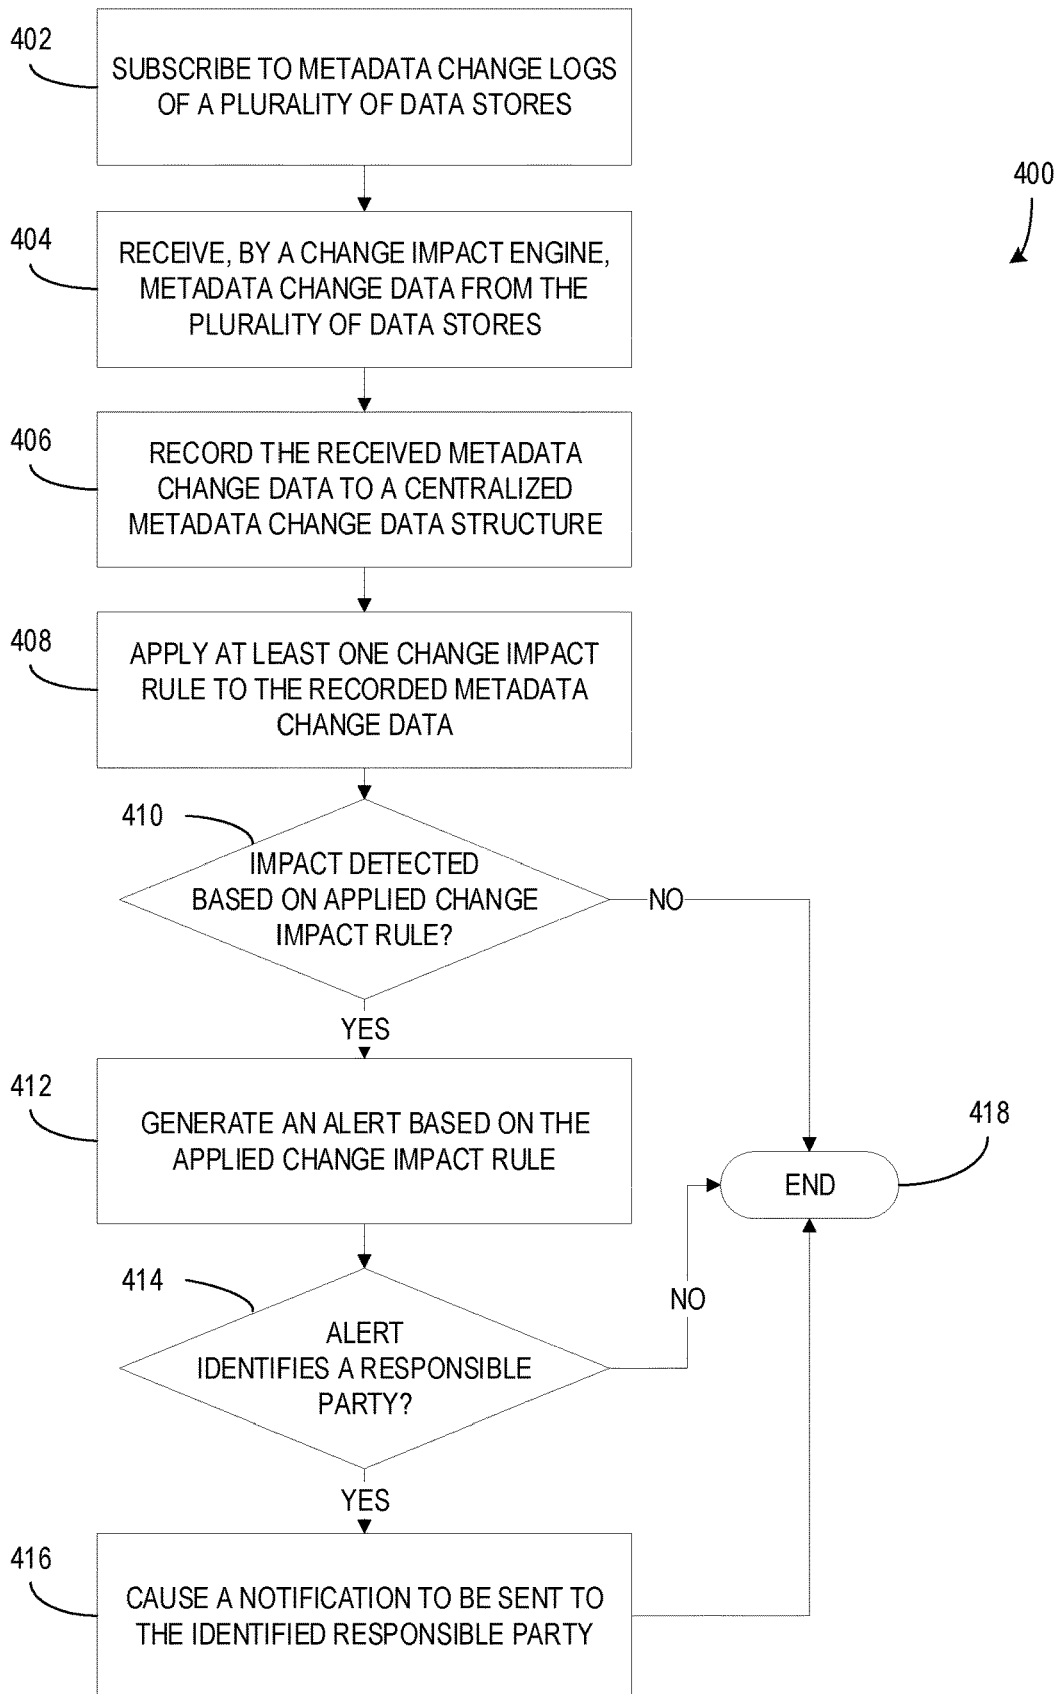 402
SUBSCRIBE TO METADATA CHANGE LOGS
OF A PLURALITY OF DATA STORES
400
404
RECEIVE, BY A CHANGE IMPACT ENGINE,
METADATA CHANGE DATA FROM THE
PLURALITY OF DATA STORES
406
RECORD THE RECEIVED METADATA
CHANGE DATA TO A CENTRALIZED
METADATA CHANGE DATA STRUCTURE
408
APPLY AT LEAST ONE CHANGE IMPACT
RULE TO THE RECORDED METADATA
CHANGE DATA
410
IMPACT DETECTED
BASED ON APPLIED CHANGE
IMPACT RULE?
NO
YES
412
GENERATE AN ALERT BASED ON THE
APPLIED CHANGE IMPACT RULE
418
END
414
ALERT
IDENTIFIES A RESPONSIBLE
PARTY?
NO
YES
416
CAUSE A NOTIFICATION TO BE SENT TO
THE IDENTIFIED RESPONSIBLE PARTY